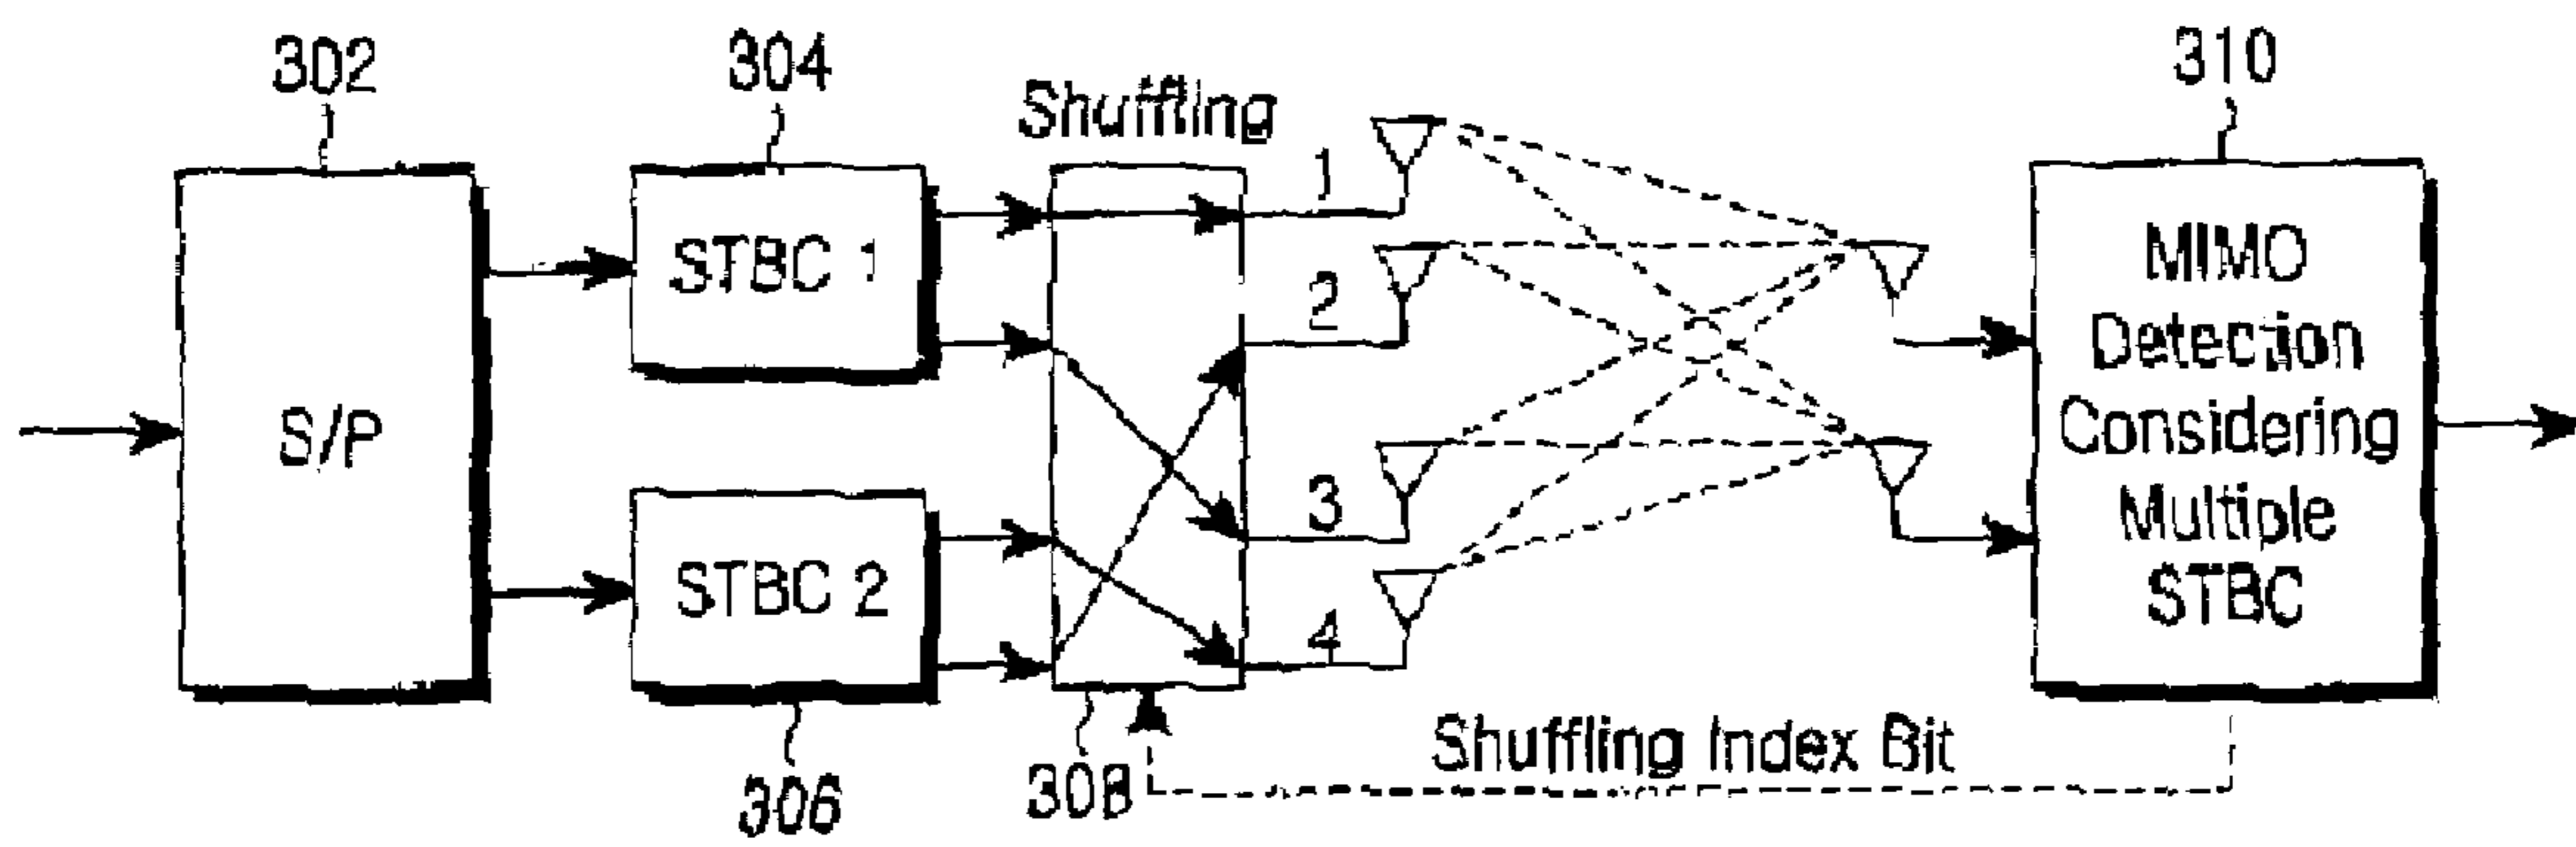 302
304
Shuffling
310
S/P
STBC 1
STBC 2
1
2
3
4
MIMO
Detection
Considering
Multiple
STBC
306
308
Shuffling Index Bit